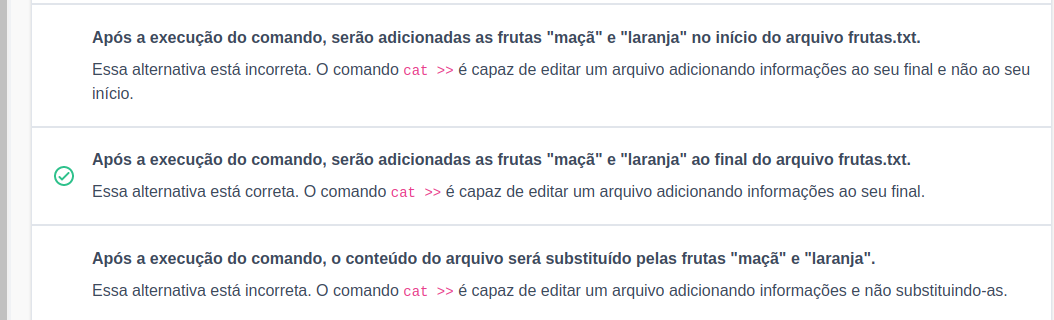 Após a execução do comando, serão adicionadas as frutas "maçã" e "laranja" no início do arquivo frutas.txt.
Essa alternativa está incorreta. O comando cat >> é capaz de editar um arquivo adicionando informações ao seu final e não ao seu
início.
Após a execução do comando, serão adicionadas as frutas "maçã" e "laranja" ao final do arquivo frutas.txt.
Essa alternativa está correta. O comando cat >> é capaz de editar um arquivo adicionando informações ao seu final.
Após a execução do comando, o conteúdo do arquivo será substituído pelas frutas "maçã" e "laranja".
Essa alternativa está incorreta. O comando cat >> é capaz de editar um arquivo adicionando informações e não substituindo-as.